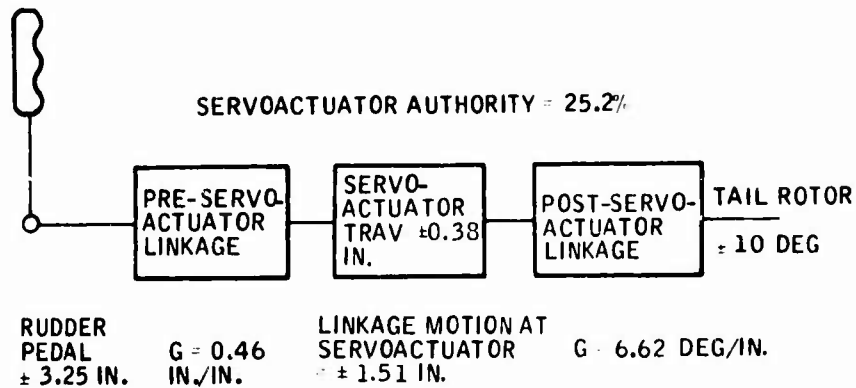 SERVOACTUATOR AUTHORITY = 25.2%
PRE-SERVO-
ACTUATOR
LINKAGE
SERVO-
ACTUATOR
TRAV ±0.38
IN.
POST-SERVO-
ACTUATOR
LINKAGE
TAIL ROTOR
± 10 DEG
RUDDER
PEDAL
± 3.25 IN.
G = 0.46
IN./IN.
LINKAGE MOTION AT
SERVOACTUATOR
= ± 1.51 IN.
G = 6.62 DEG/IN.